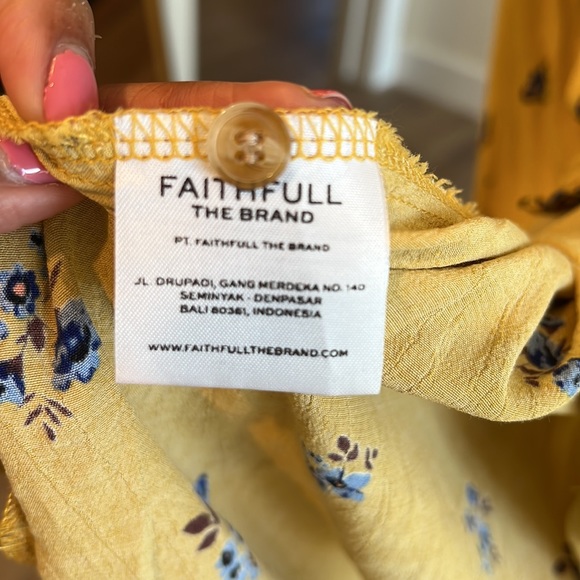 FAITHFULL
THE BRAND
PT. FAITHFULL THE BRAND
JL. DRUPADI, GANG MERDEKA NO. 140
SEMINYAK - DENPASAR
BALI 80361, INDONESIA
WWW.FAITHFULLTHEBRAND.COM